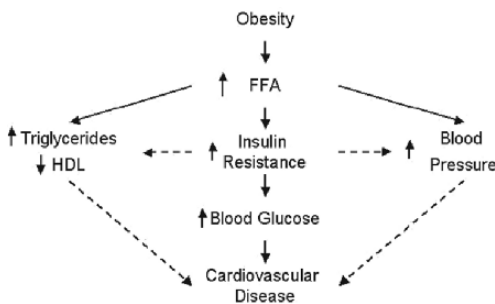 Obesity
FFA
Triglycerides
HDL
Insulin
Resistance
Blood
Pressure
Blood Glucose
Cardiovascular
Disease